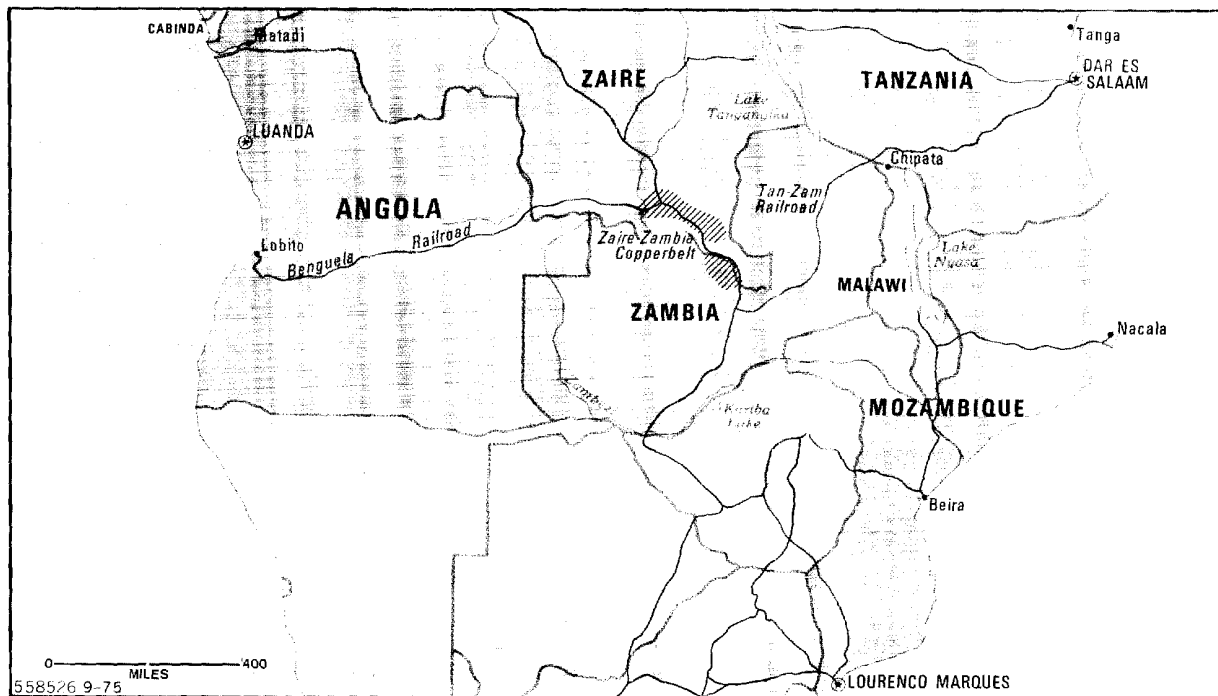 CABINDA
Matadi
Tanga
DAR ES
SALAAM
ZAIRE
TANZANIA
Lake
Tanganyika
LUANDA
Chipata
Tan-Zam
Railroad
ANGOLA
Zaire-Zambia
Copperbelt
Lobito
Benguela Railroad
Lake
Nyasa
MALAWI
ZAMBIA
Nacala
Zambezi
Kariba
Lake
MOZAMBIQUE
Beira
0 400
MILES
558526 9-75
LOURENCO MARQUES